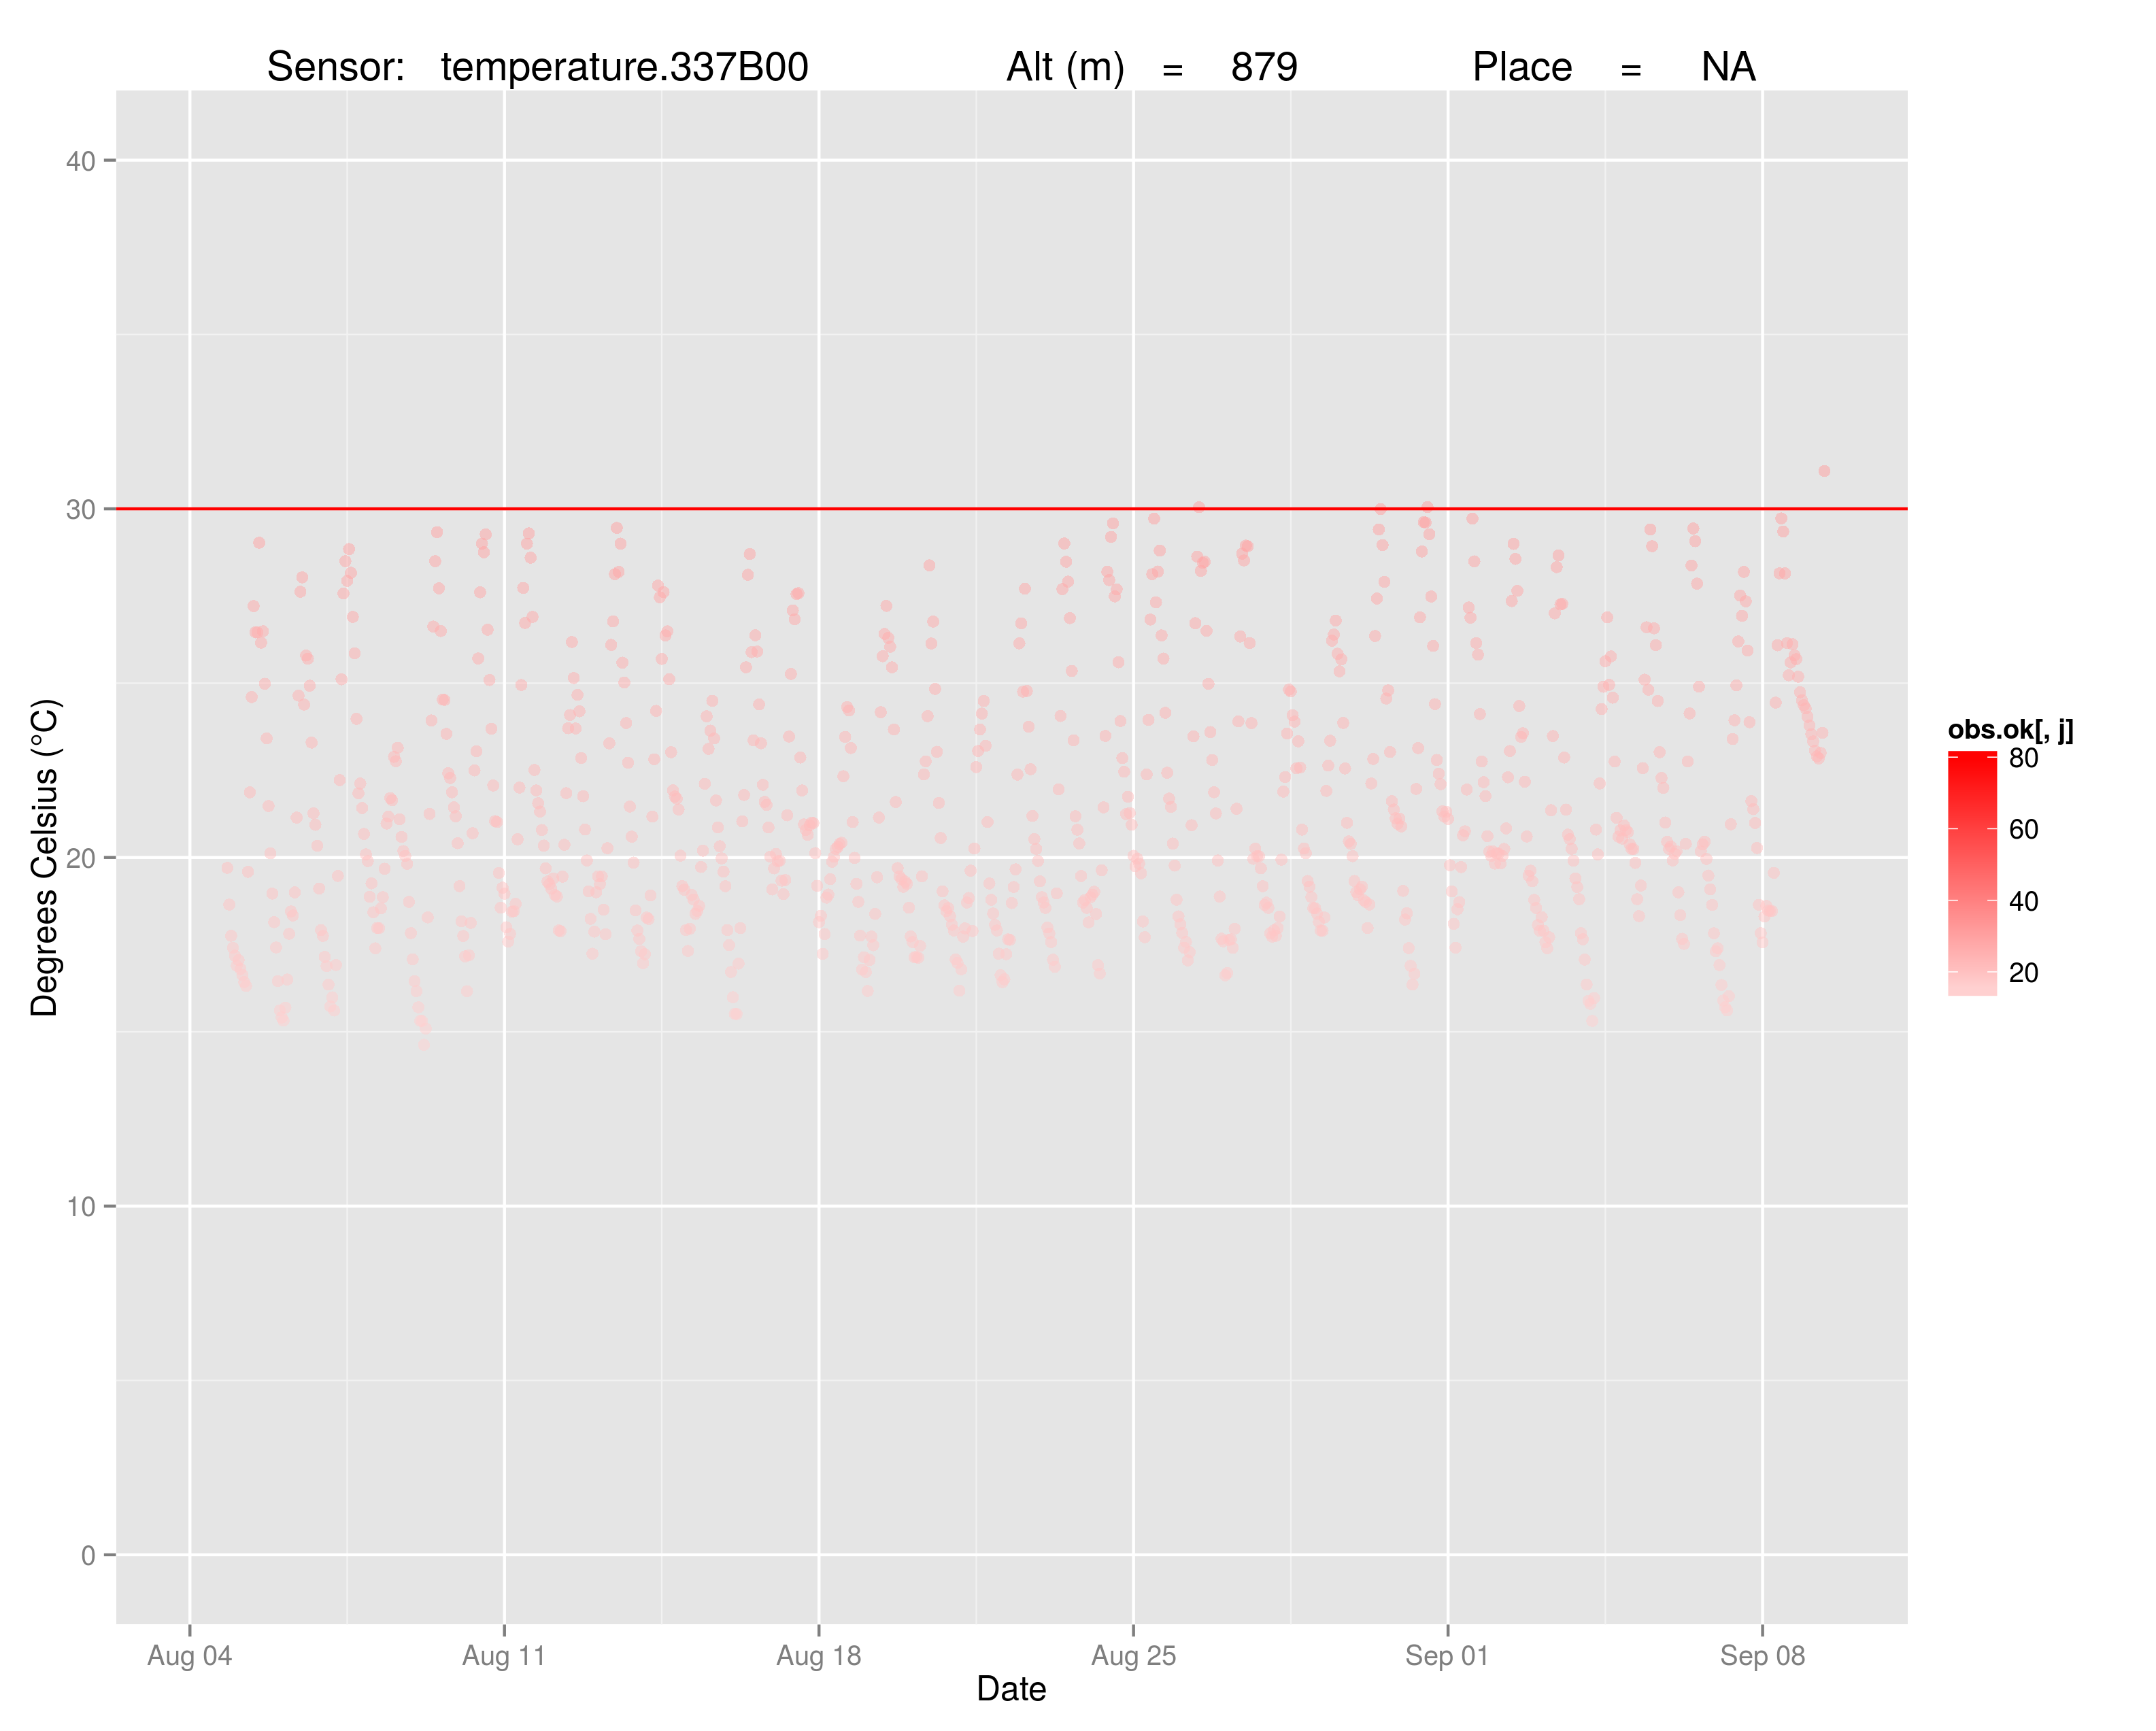 Sensor: temperature.337B00 Alt (m) = 879 Place = NA
40
30
20
10
0
Degrees Celsius (°C)
Aug 04 Aug 11 Aug 18 Aug 25 Sep 01 Sep 08
Date
obs.ok[, j]
80
60
40
20